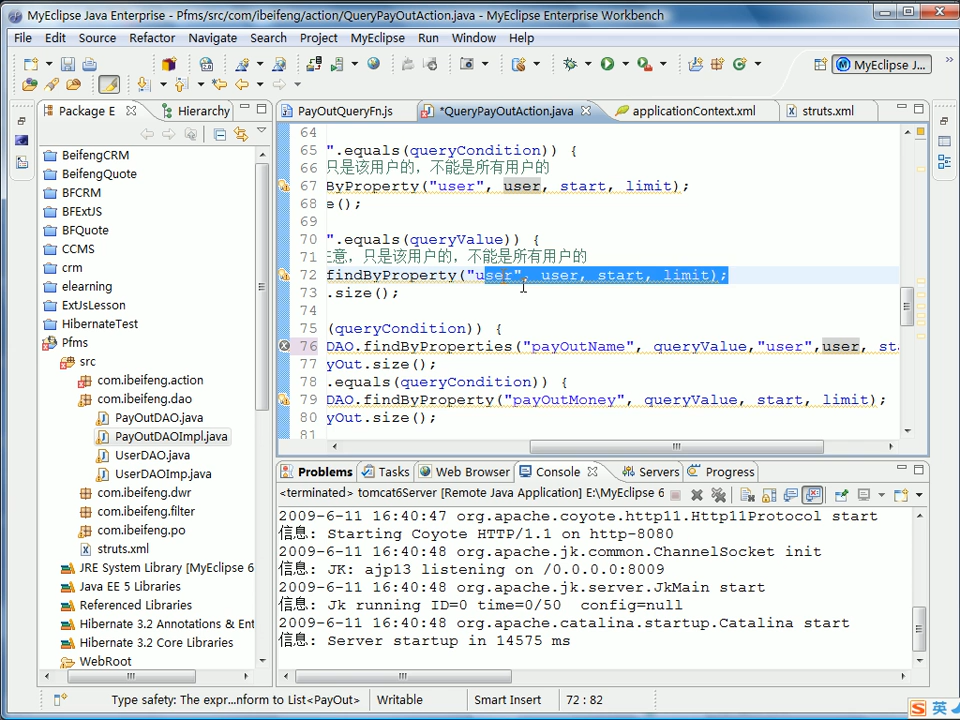 MyEclipse Java Enterprise - Pfms/src/com/ibeifeng/action/QueryPayOutAction.java - MyEclipse Enterprise Workbench
File Edit Source Refactor Navigate Search Project MyEclipse Run Window Help
MyEclipse J...
Package E
Hierarchy
BeifengCRM
BeifengQuote
BFCRM
BFExtJS
BFQuote
CCMS
crm
elearning
ExtJsLesson
HibernateTest
Pfms
src
com.ibeifeng.action
com.ibeifeng.dao
PayOutDAO.java
PayOutDAOImpl.java
UserDAO.java
UserDAOImp.java
com.ibeifeng.dwr
com.ibeifeng.filter
com.ibeifeng.po
struts.xml
JRE System Library [MyEclipse 6
Java EE 5 Libraries
Referenced Libraries
Hibernate 3.2 Annotations & Ent
Hibernate 3.2 Core Libraries
WebRoot
PayOutQueryFn.js
*QueryPayOutAction.java
applicationContext.xml
struts.xml
64
65 ".equals(queryCondition)) {
66 只是该用户的，不能是所有用户的
67 ByProperty("user", user, start, limit);
68 e();
69
70 ".equals(queryValue)) {
71 主意，只是该用户的，不能是所有用户的
72 findByProperty("user", user, start, limit);
73 .size();
74
75 (queryCondition)) {
76 DAO.findByProperties("payOutName", queryValue,"user",user, sta
77 yOut.size();
78 .equals(queryCondition)) {
79 DAO.findByProperty("payOutMoney", queryValue, start, limit);
80 yOut.size();
81
Problems Tasks Web Browser Console Servers Progress
<terminated> tomcat6Server [Remote Java Application] E:\MyEclipse 6
2009-6-11 16:40:47 org.apache.coyote.http11.Http11Protocol start
信息: Starting Coyote HTTP/1.1 on http-8080
2009-6-11 16:40:48 org.apache.jk.common.ChannelSocket init
信息: JK: ajp13 listening on /0.0.0.0:8009
2009-6-11 16:40:48 org.apache.jk.server.JkMain start
信息: Jk running ID=0 time=0/50  config=null
2009-6-11 16:40:48 org.apache.catalina.startup.Catalina start
信息: Server startup in 14575 ms
Type safety: The expr...nform to List<PayOut>
Writable
Smart Insert
72 : 82
英